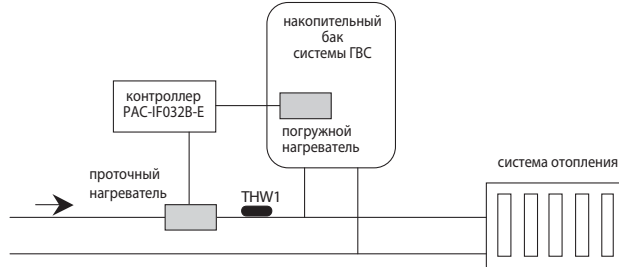 накопительный
бак
системы ГВС
контроллер
PAC-IF032B-E
погружной
нагреватель
проточный
нагреватель
THW1
система отопления